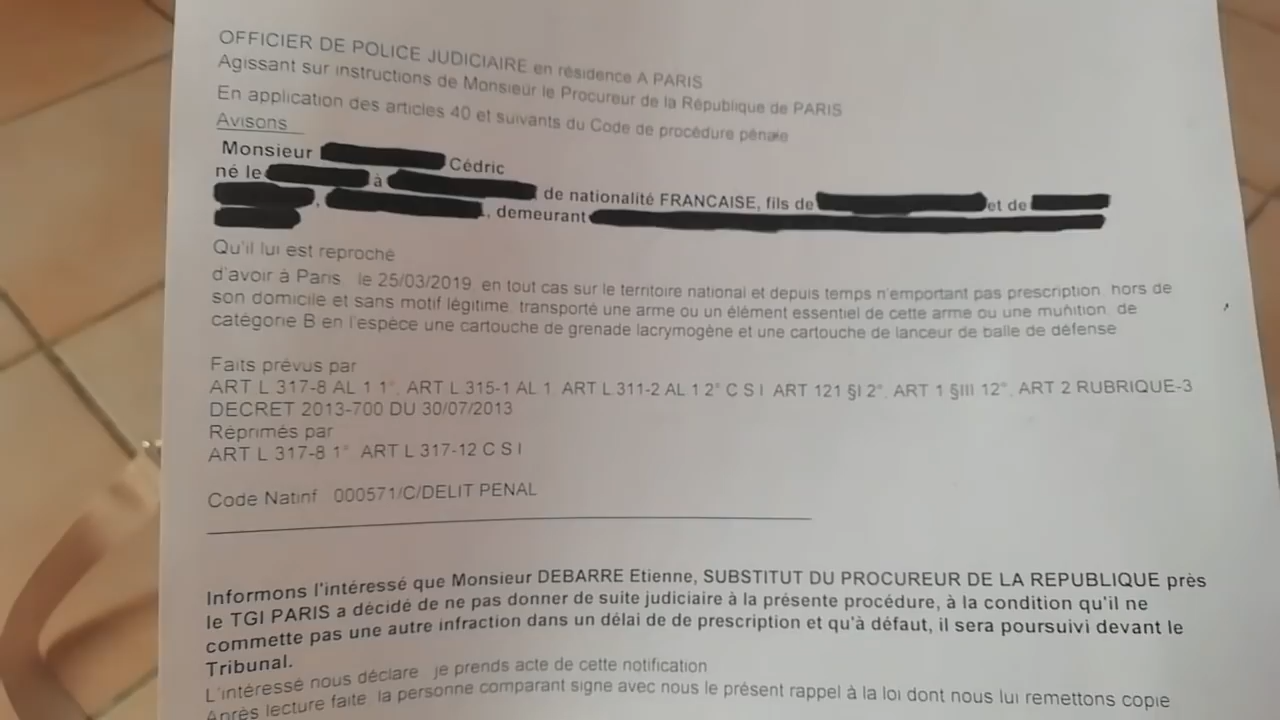 OFFICIER DE POLICE JUDICIAIRE en résidence A PARIS
Agissant sur instructions de Monsieur le Procureur de la République de PARIS
En application des articles 40 et suivants du Code de procédure pénale
Avisons
Monsieur Cédric
né le à de nationalité FRANCAISE, fils de et de
, , demeurant
Qu'il lui est reproché
d'avoir à Paris le 25/03/2019 en tout cas sur le territoire national et depuis temps n'emportant pas prescription, hors de
son domicile et sans motif légitime, transporté une arme ou un élément essentiel de cette arme ou une munition, de
catégorie B en l'espèce une cartouche de grenade lacrymogène et une cartouche de lanceur de balle de défense
Faits prévus par
ART L 317-8 AL 1 1°, ART L 315-1 AL 1, ART L 311-2 AL 1 2° C S I ART 121 §I 2°, ART 1 §III 12°, ART 2 RUBRIQUE-3
DECRET 2013-700 DU 30/07/2013
Réprimés par
ART L 317-8 1° ART L 317-12 C S I
Code Natinf 000571/C/DELIT PENAL
Informons l'intéressé que Monsieur DEBARRE Etienne, SUBSTITUT DU PROCUREUR DE LA REPUBLIQUE près
le TGI PARIS a décidé de ne pas donner de suite judiciaire à la présente procédure, à la condition qu'il ne
commette pas une autre infraction dans un délai de de prescription et qu'à défaut, il sera poursuivi devant le
Tribunal.
L'intéressé nous déclare je prends acte de cette notification
Après lecture faite, la personne comparant signe avec nous le présent rappel à la loi dont nous lui remettons copie